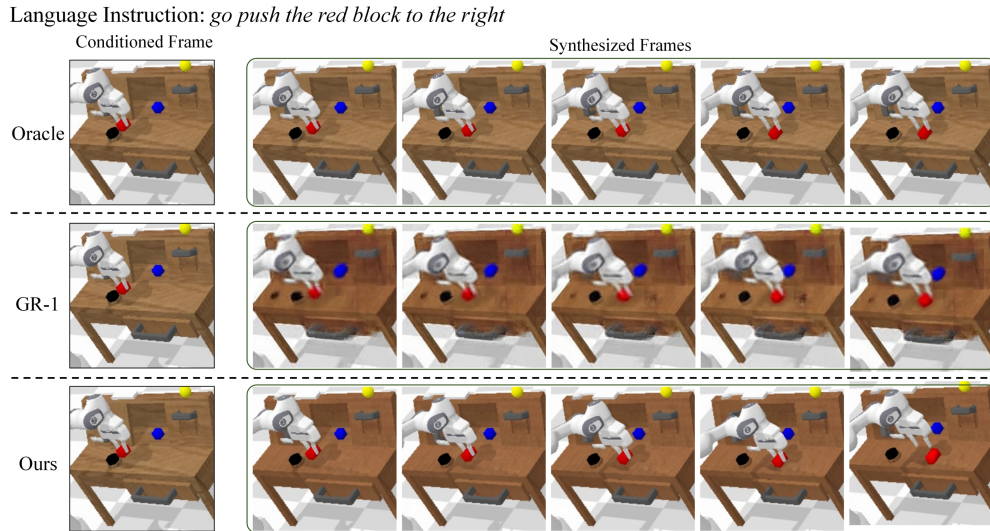 Language Instruction: go push the red block to the right
Conditioned Frame
Synthesized Frames
Oracle
GR-1
Ours